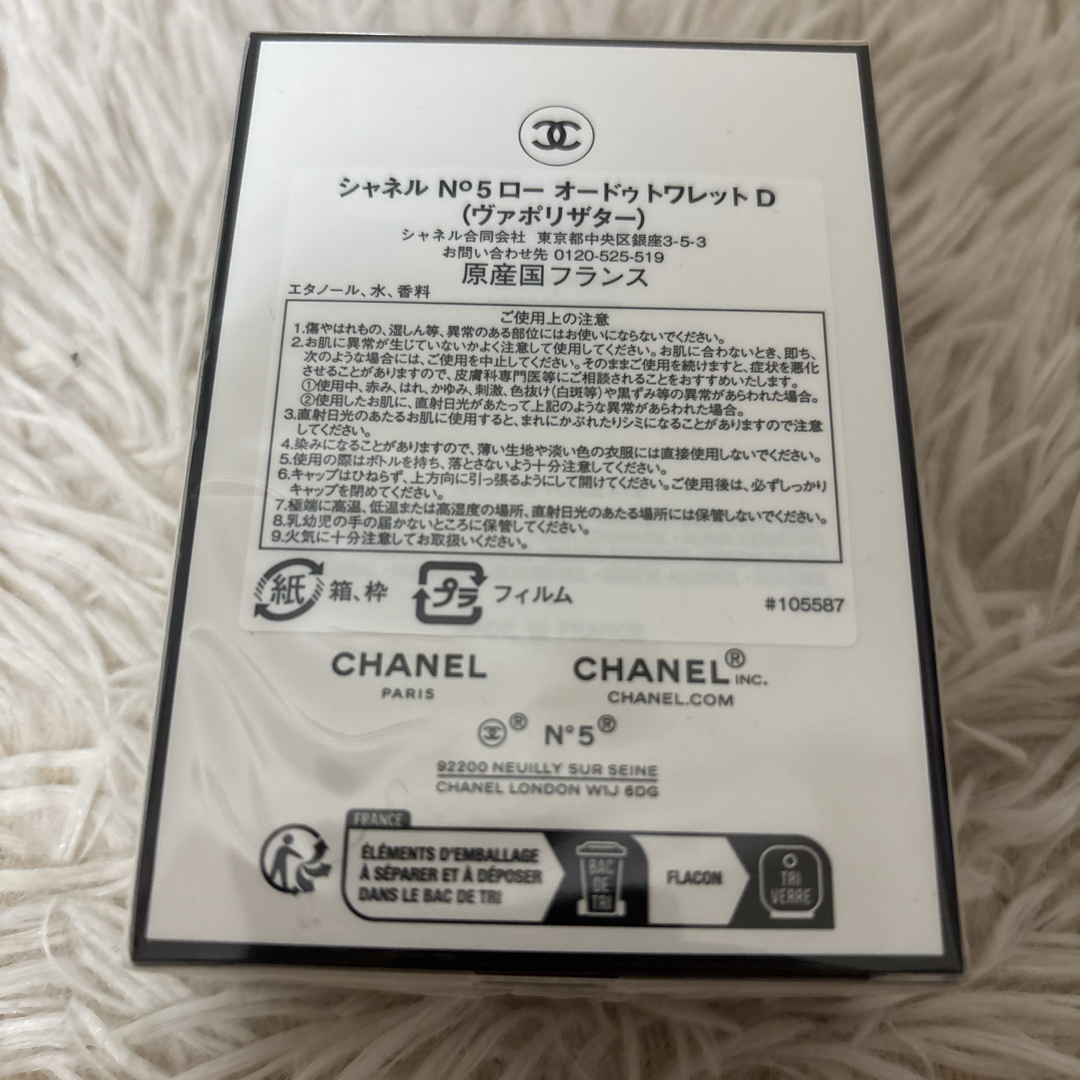 シャネル Nº5 ロー オードゥ トワレット D
(ヴァポリザター)
シャネル合同会社 東京都中央区銀座3-5-3
お問い合わせ先 0120-525-519
原産国フランス
エタノール、水、香料
ご使用上の注意
1.傷やはれもの、湿しん等、異常のある部位にはお使いにならないでください。
2.お肌に異常が生じていないかよく注意して使用してください。お肌に合わないとき、即ち、
次のような場合には、ご使用を中止してください。そのままご使用を続けますと、症状を悪化
させることがありますので、皮膚科専門医等にご相談されることをおすすめいたします。
①使用中、赤み、はれ、かゆみ、刺激、色抜け(白斑等)や黒ずみ等の異常があらわれた場合。
②使用したお肌に、直射日光があたって上記のような異常があらわれた場合。
3.直射日光のあたるお肌に使用すると、まれにかぶれたりシミになることがありますので注意
してください。
4.染みになることがありますので、薄い生地や淡い色の衣服には直接使用しないでください。
5.使用の際はボトルを持ち、落とさないよう十分注意してください。
6.キャップはひねらず、上方向に引っ張るようにして開けてください。ご使用後は、必ずしっかり
キャップを閉めてください。
7.極端に高温、低温または高湿度の場所、直射日光のあたる場所には保管しないでください。
8.乳幼児の手の届かないところに保管してください。
9.火気に十分注意してお取扱いください。
紙 箱、枠 プラ フィルム
#105587
CHANEL CHANEL® INC.
PARIS CHANEL.COM
® N°5®
92200 NEUILLY SUR SEINE
CHANEL LONDON W1J 6DG
FRANCE
ÉLÉMENTS D'EMBALLAGE
À SÉPARER ET À DÉPOSER
DANS LE BAC DE TRI
BAC
DE
TRI
FLACON
TRI
VERRE